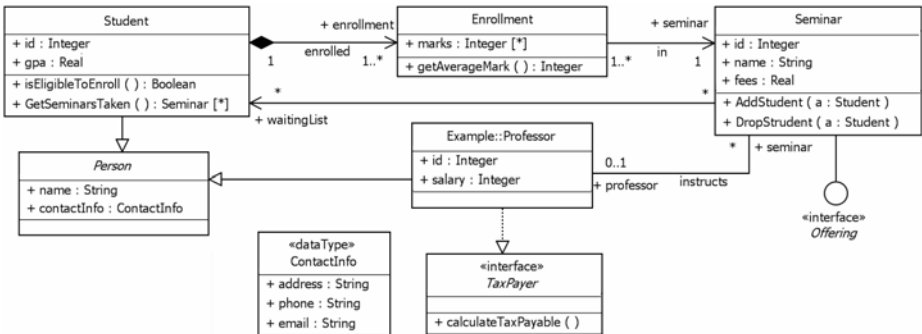 Student
+ id : Integer
+ gpa : Real
+ isEligibleToEnroll ( ) : Boolean
+ GetSeminarsTaken ( ) : Seminar [*]
+ enrollment
enrolled
1
1..*
Enrollment
+ marks : Integer [*]
+ getAverageMark ( ) : Integer
+ seminar
in
1..*
1
Seminar
+ id : Integer
+ name : String
+ fees : Real
+ AddStudent ( a : Student )
+ DropStrudent ( a : Student )
*
*
+ waitingList
Person
+ name : String
+ contactInfo : ContactInfo
Example::Professor
+ id : Integer
+ salary : Integer
0..1
+ professor
instructs
*
+ seminar
«interface»
Offering
«dataType»
ContactInfo
+ address : String
+ phone : String
+ email : String
«interface»
TaxPayer
+ calculateTaxPayable ( )